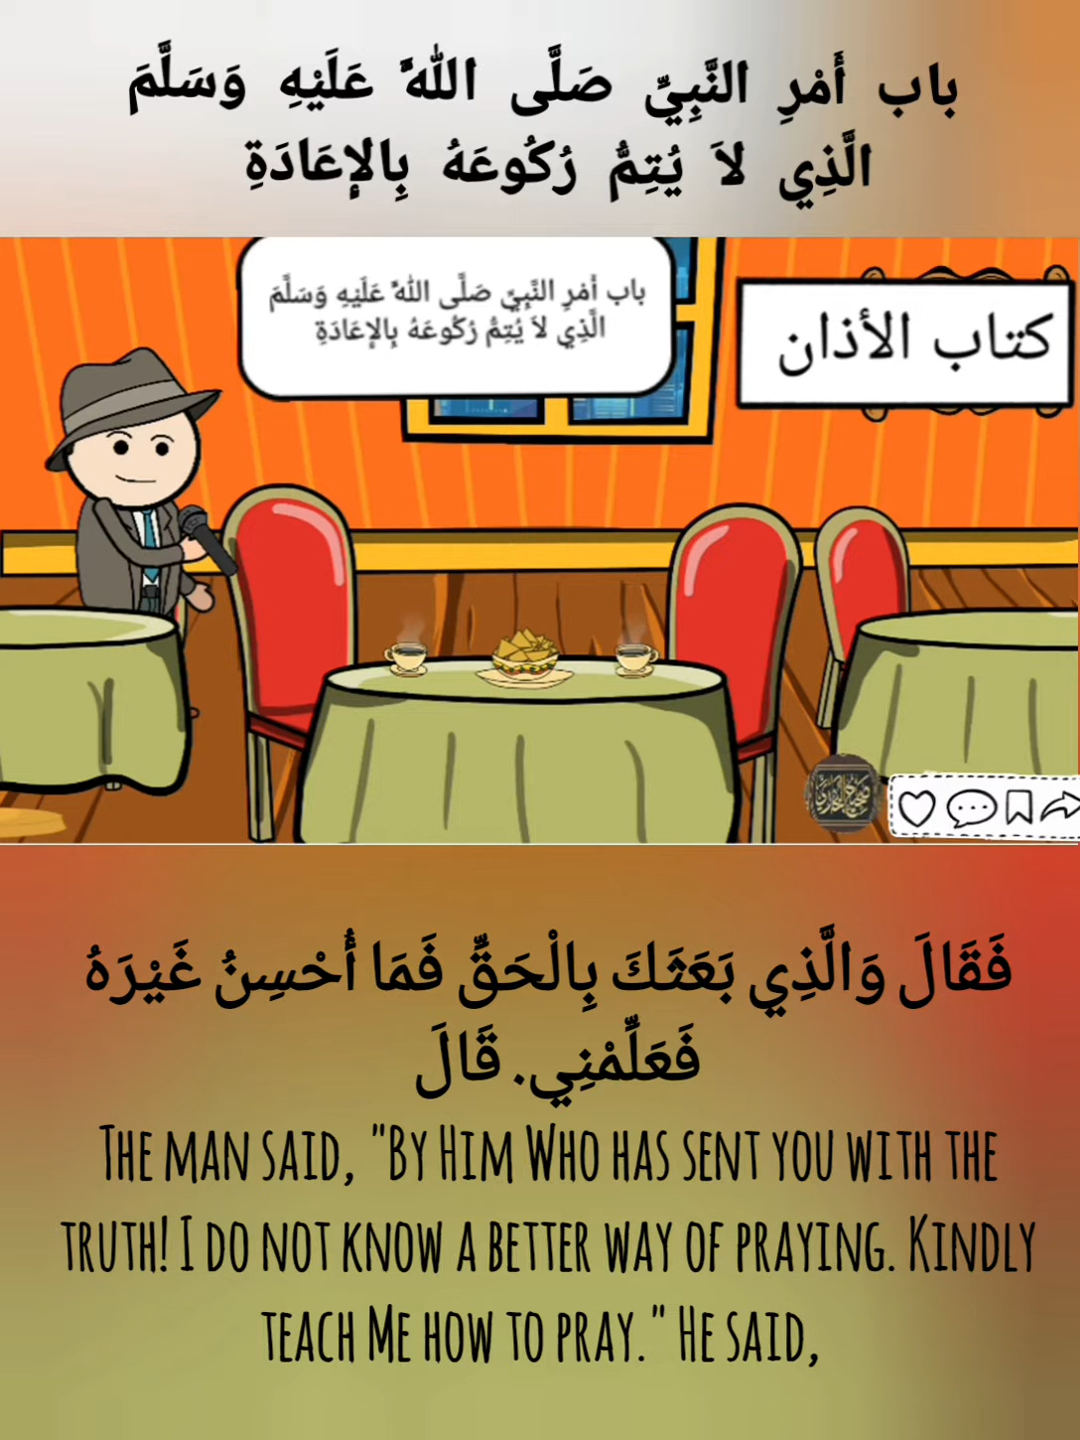 باب أَمْرِ النَّبِيِّ صَلَّى اللهُ عَلَيْهِ وَسَلَّمَ
الَّذِي لاَ يُتِمُّ رُكُوعَهُ بِالإِعَادَةِ
باب أَمْرِ النَّبِيِّ صَلَّى اللهُ عَلَيْهِ وَسَلَّمَ
الَّذِي لاَ يُتِمُّ رُكُوعَهُ بِالإِعَادَةِ
كتاب الأذان
فَقَالَ وَالَّذِي بَعَثَكَ بِالْحَقِّ فَمَا أُحْسِنُ غَيْرَهُ
فَعَلِّمْنِي. قَالَ
The man said, "By Him Who has sent you with the
truth! I do not know a better way of praying. Kindly
teach Me how to pray." He said,